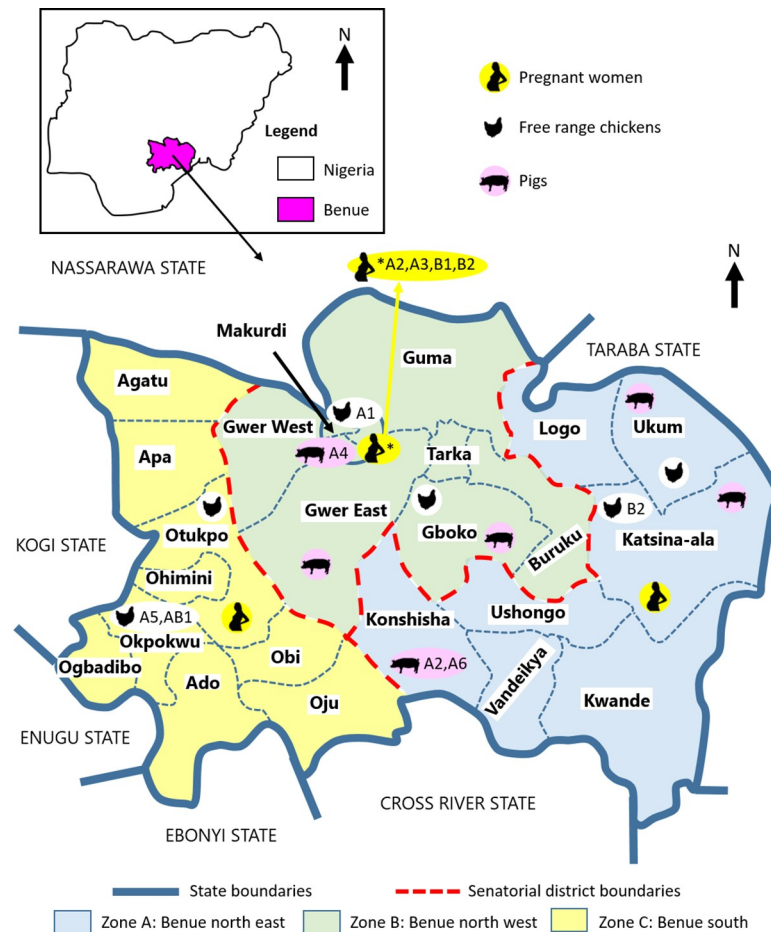 N
Legend
Nigeria
Benue
Pregnant women
Free range chickens
Pigs
N
NASSARAWA STATE
*A2,A3,B1,B2
Makurdi
Guma
TARABA STATE
Agatu
Gwer West
A1
Logo
Ukum
Apa
A4
*
Tarka
Gwer East
B2
Otukpo
Gboko
Buruku
Katsina-ala
KOGI STATE
Ohimini
A5,AB1
Konshisha
Ushongo
Okpokwu
Ogbadibo
Obi
A2,A6
Vandeikya
Ado
Oju
Kwande
ENUGU STATE
CROSS RIVER STATE
EBONYI STATE
State boundaries
Senatorial district boundaries
Zone A: Benue north east
Zone B: Benue north west
Zone C: Benue south